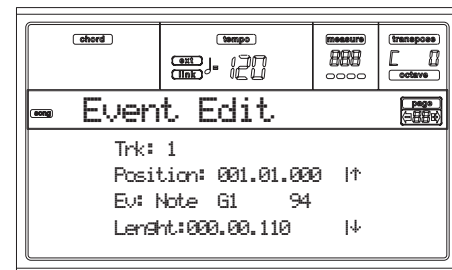 chord tempo measure transpose
ext link ♩= 120 888 C 0
octave
song Event Edit page
88
Trk: 1
Position: 001.01.000 |↑
Ev: Note G1 94
Lenght:000.00.110 |↓